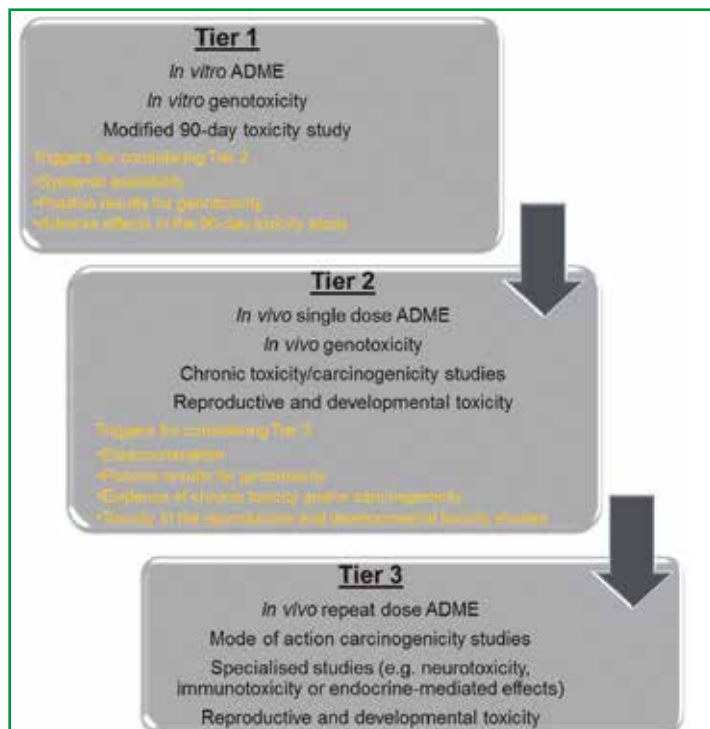 Tier 1
In vitro ADME
In vitro genotoxicity
Modified 90-day toxicity study
Triggers for considering Tier 2
•Systemic availability
•Positive results for genotoxicity
•Adverse effects in the 90-day toxicity study
Tier 2
In vivo single dose ADME
In vivo genotoxicity
Chronic toxicity/carcinogenicity studies
Reproductive and developmental toxicity
Triggers for considering Tier 3
•Bioaccumulation
•Positive results for genotoxicity
•Evidence of chronic toxicity and/or carcinogenicity
•Toxicity in the reproductive and developmental toxicity studies
Tier 3
In vivo repeat dose ADME
Mode of action carcinogenicity studies
Specialised studies (e.g. neurotoxicity,
immunotoxicity or endocrine-mediated effects)
Reproductive and developmental toxicity